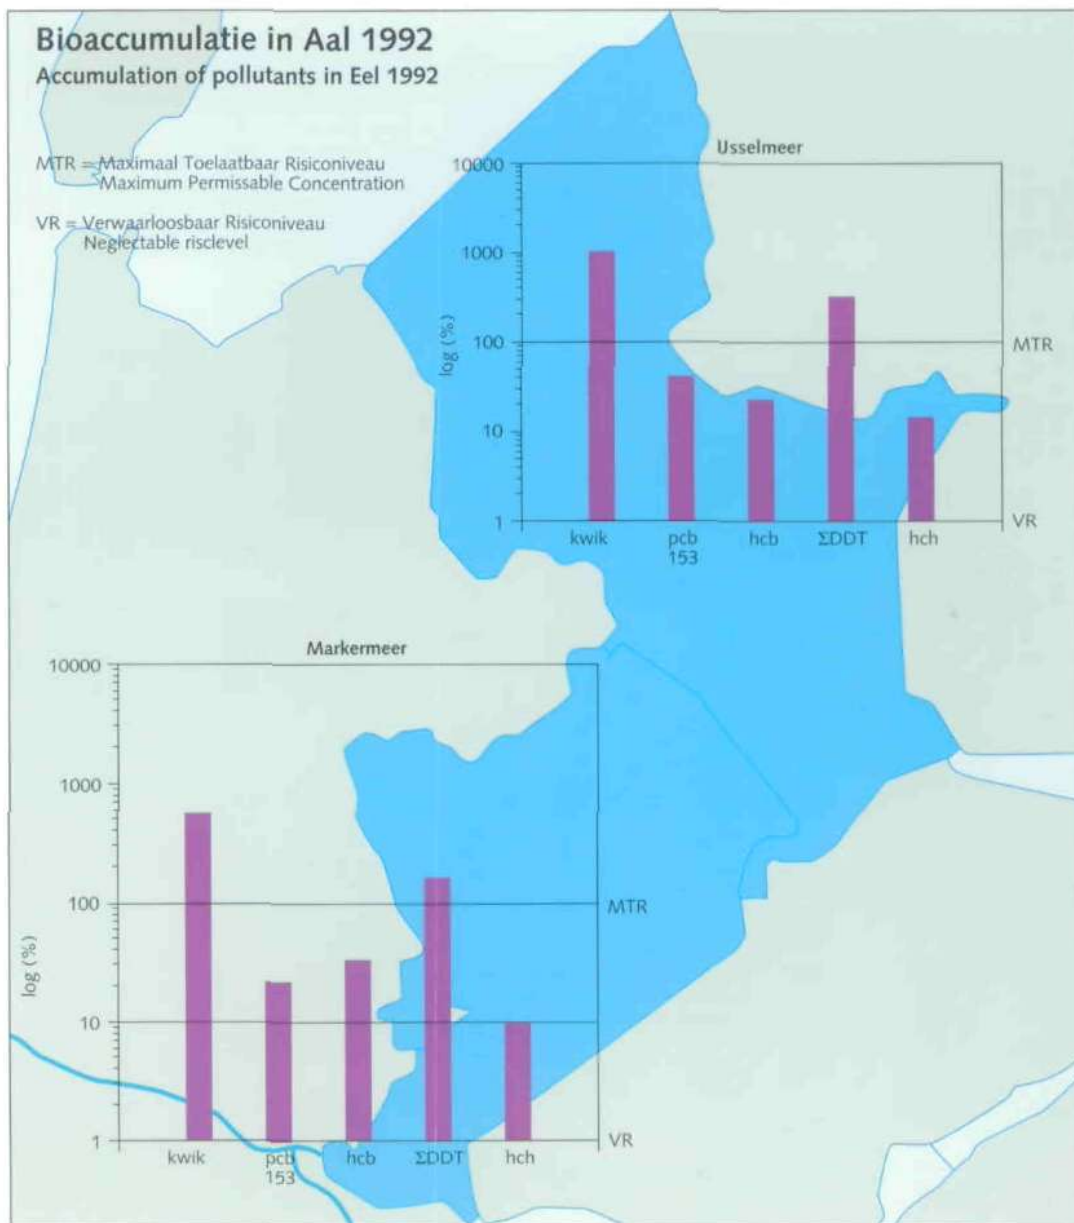 Bioaccumulatie in Aal 1992
Accumulation of pollutants in Eel 1992
MTR = Maximaal Toelaatbaar Risiconiveau
Maximum Permissable Concentration
VR = Verwaarloosbaar Risiconiveau
Neglectable risclevel
Usselmeer
10000
1000
100
10
1
log (%)
MTR
VR
kwik pcb hcb ΣDDT hch
153
Markermeer
10000
1000
100
10
1
log (%)
MTR
VR
kwik pcb hcb ΣDDT hch
153